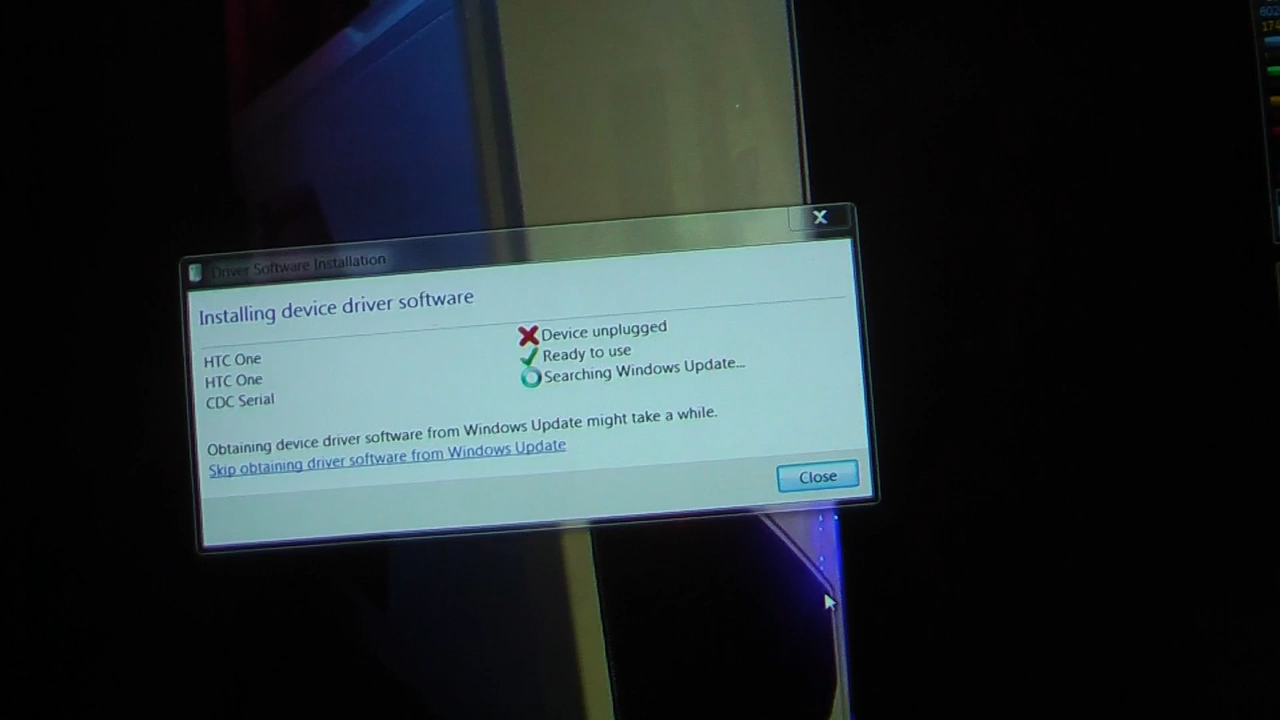 Driver Software Installation
X
Installing device driver software
HTC One Device unplugged
HTC One Ready to use
CDC Serial Searching Windows Update...
Obtaining device driver software from Windows Update might take a while.
Skip obtaining driver software from Windows Update
Close